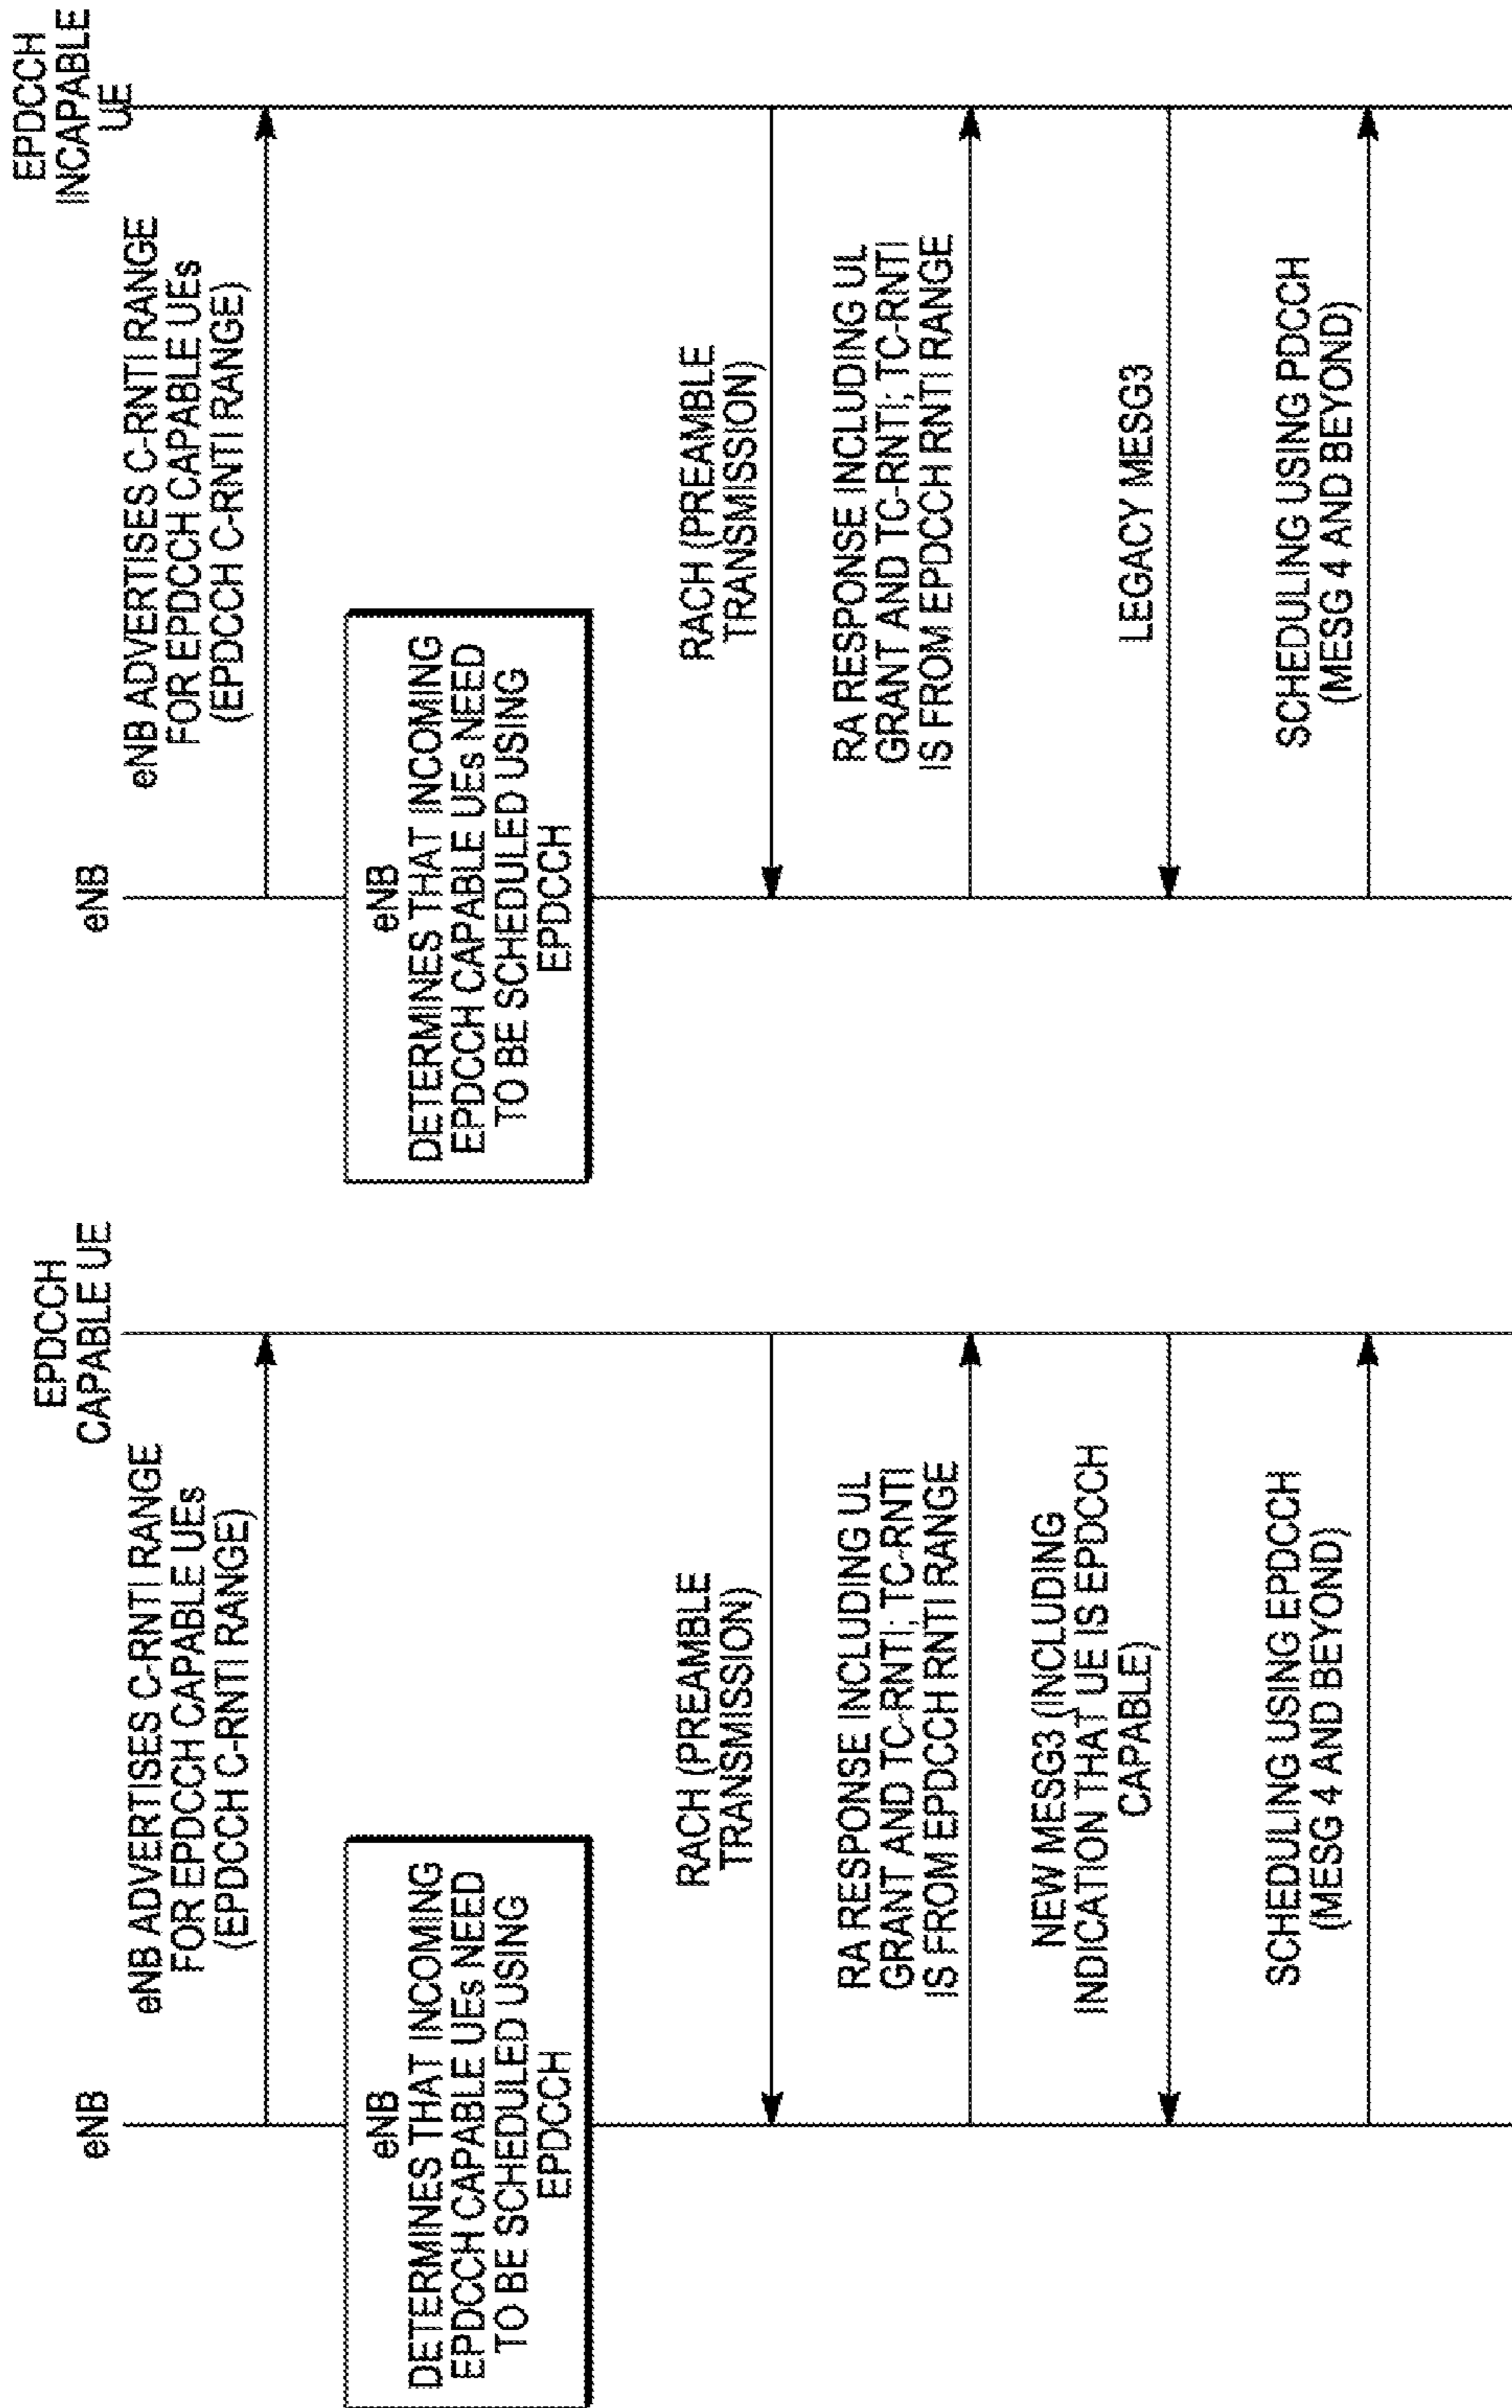 eNB
EPDCCH
CAPABLE UE
eNB ADVERTISES C-RNTI RANGE
FOR EPDCCH CAPABLE UEs
(EPDCCH C-RNTI RANGE)
eNB
DETERMINES THAT INCOMING
EPDCCH CAPABLE UEs NEED
TO BE SCHEDULED USING
EPDCCH
RACH (PREAMBLE
TRANSMISSION)
RA RESPONSE INCLUDING UL
GRANT AND TC-RNTI; TC-RNTI
IS FROM EPDCCH RNTI RANGE
NEW MESG3 (INCLUDING
INDICATION THAT UE IS EPDCCH
CAPABLE)
SCHEDULING USING EPDCCH
(MESG 4 AND BEYOND)
eNB
EPDCCH
INCAPABLE
UE
eNB ADVERTISES C-RNTI RANGE
FOR EPDCCH CAPABLE UEs
(EPDCCH C-RNTI RANGE)
eNB
DETERMINES THAT INCOMING
EPDCCH CAPABLE UEs NEED
TO BE SCHEDULED USING
EPDCCH
RACH (PREAMBLE
TRANSMISSION)
RA RESPONSE INCLUDING UL
GRANT AND TC-RNTI; TC-RNTI
IS FROM EPDCCH RNTI RANGE
LEGACY MESG3
SCHEDULING USING PDCCH
(MESG 4 AND BEYOND)